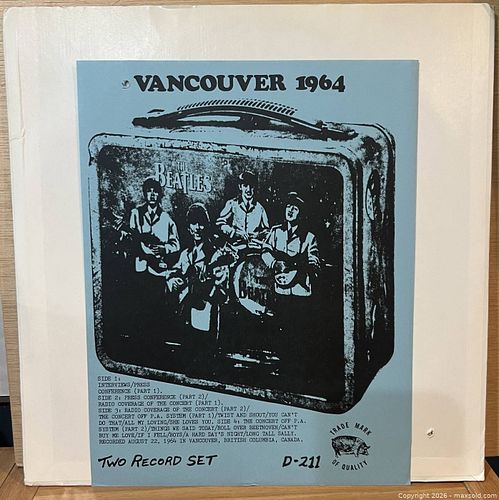 VANCOUVER 1964
BEATLES
SIDE 1:
INTERVIEWS/PRESS
CONFERENCE (PART 1).
SIDE 2: PRESS CONFERENCE (PART 2)/
RADIO COVERAGE OF THE CONCERT (PART 1).
SIDE 3: RADIO COVERAGE OF THE CONCERT (PART 2)/
THE CONCERT OFF P.A. SYSTEM (PART 1)/TWIST AND SHOUT/YOU CAN'T
DO THAT/ALL MY LOVING/SHE LOVES YOU. SIDE 4: THE CONCERT OFF P.A.
SYSTEM (PART 2)/THINGS WE SAID TODAY/ROLL OVER BEETHOVEN/CAN'T
BUY ME LOVE/IF I FELL/BOYS/A HARD DAY'S NIGHT/LONG TALL SALLY.
RECORDED AUGUST 22, 1964 IN VANCOUVER, BRITISH COLUMBIA, CANADA.
TWO RECORD SET
D-211
TRADE MARK
OF QUALITY
Copyright 2026 - maxsold.com